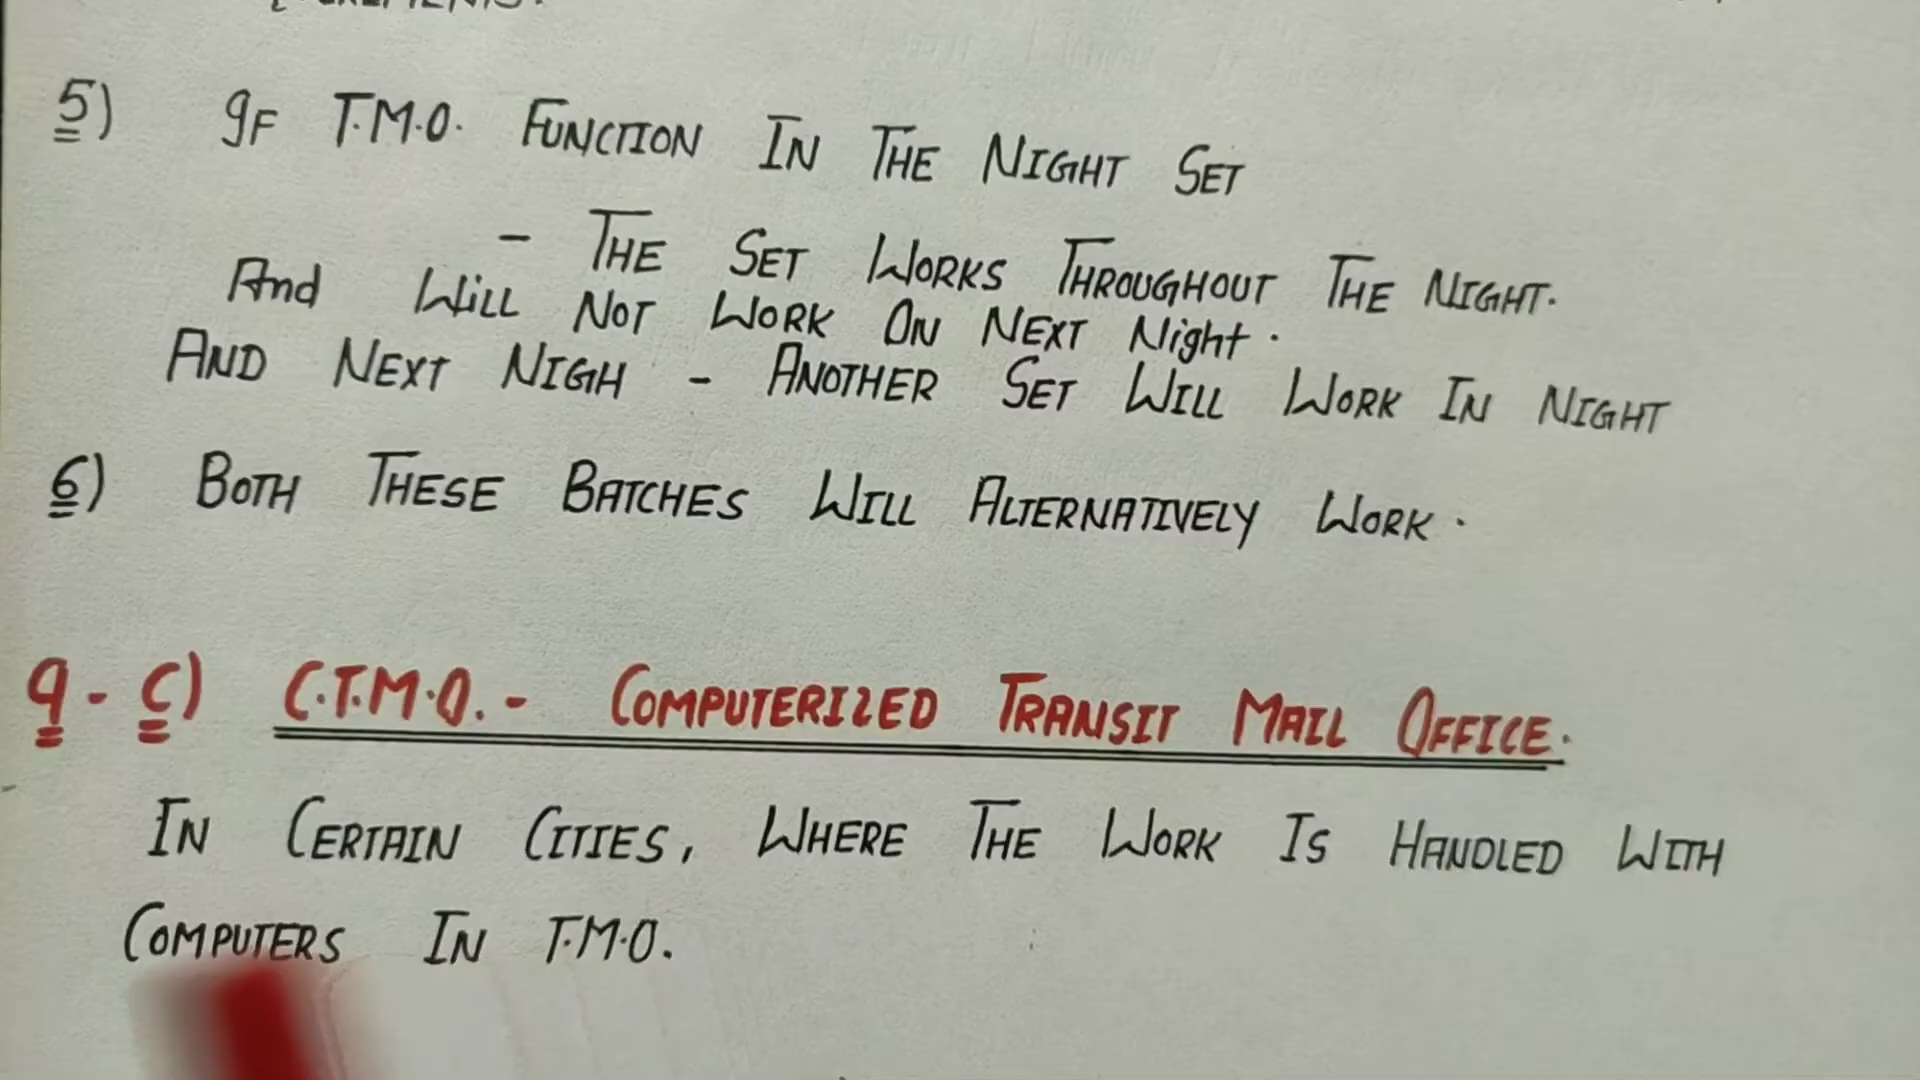 5) If T.M.O. FUNCTION IN THE NIGHT SET
- THE SET WORKS THROUGHOUT THE NIGHT.
And Will NOT WORK ON NEXT Night.
AND NEXT NIGH - ANOTHER SET WILL WORK IN NIGHT
6) BOTH THESE BATCHES WILL ALTERNATIVELY WORK.
9-C) C.T.M.O. - COMPUTERIZED TRANSIT MAIL OFFICE.
IN CERTAIN CITIES, WHERE THE WORK IS HANDLED WITH
COMPUTERS IN T.M.O.